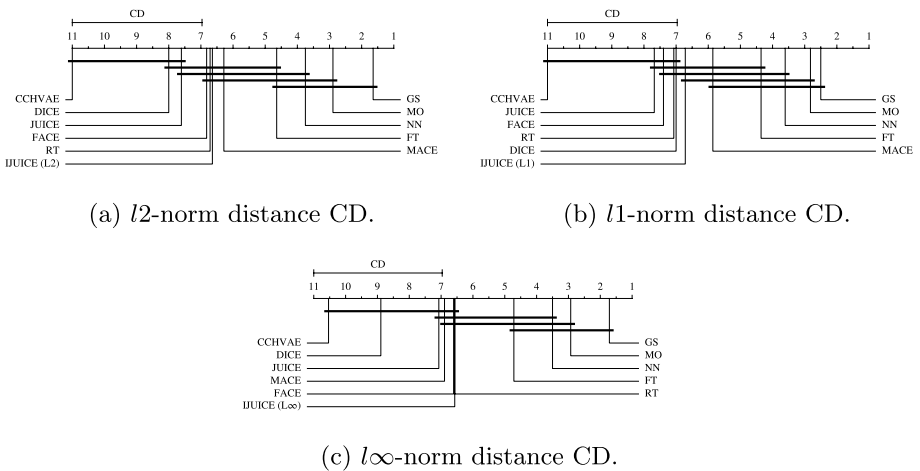 CD
11 10 9 8 7 6 5 4 3 2 1
CCHVAE GS
DICE MO
JUICE NN
FACE FT
RT MACE
IJUICE (L2)
(a) l2-norm distance CD.
CD
11 10 9 8 7 6 5 4 3 2 1
CCHVAE GS
JUICE MO
FACE NN
RT FT
DICE MACE
IJUICE (L1)
(b) l1-norm distance CD.
CD
11 10 9 8 7 6 5 4 3 2 1
CCHVAE GS
DICE MO
JUICE NN
MACE FT
FACE RT
IJUICE (L∞)
(c) l∞-norm distance CD.